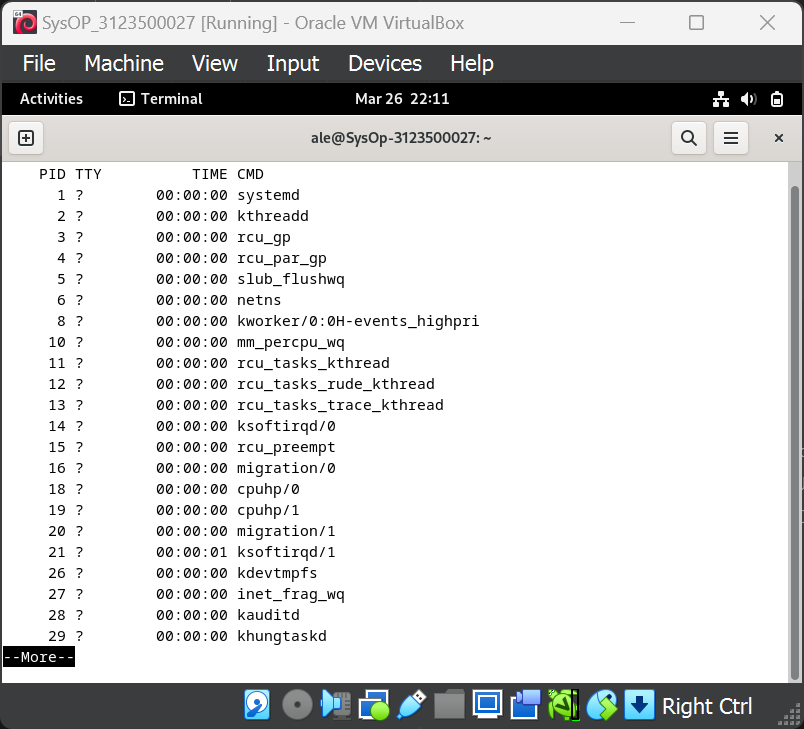 SysOP_3123500027 [Running] - Oracle VM VirtualBox
File Machine View Input Devices Help
Activities Terminal Mar 26 22:11
ale@SysOp-3123500027: ~
PID TTY TIME CMD
1 ? 00:00:00 systemd
2 ? 00:00:00 kthreadd
3 ? 00:00:00 rcu_gp
4 ? 00:00:00 rcu_par_gp
5 ? 00:00:00 slub_flushwq
6 ? 00:00:00 netns
8 ? 00:00:00 kworker/0:0H-events_highpri
10 ? 00:00:00 mm_percpu_wq
11 ? 00:00:00 rcu_tasks_kthread
12 ? 00:00:00 rcu_tasks_rude_kthread
13 ? 00:00:00 rcu_tasks_trace_kthread
14 ? 00:00:00 ksoftirqd/0
15 ? 00:00:00 rcu_preempt
16 ? 00:00:00 migration/0
18 ? 00:00:00 cpuhp/0
19 ? 00:00:00 cpuhp/1
20 ? 00:00:00 migration/1
21 ? 00:00:01 ksoftirqd/1
26 ? 00:00:00 kdevtmpfs
27 ? 00:00:00 inet_frag_wq
28 ? 00:00:00 kauditd
29 ? 00:00:00 khungtaskd
--More--
Right Ctrl